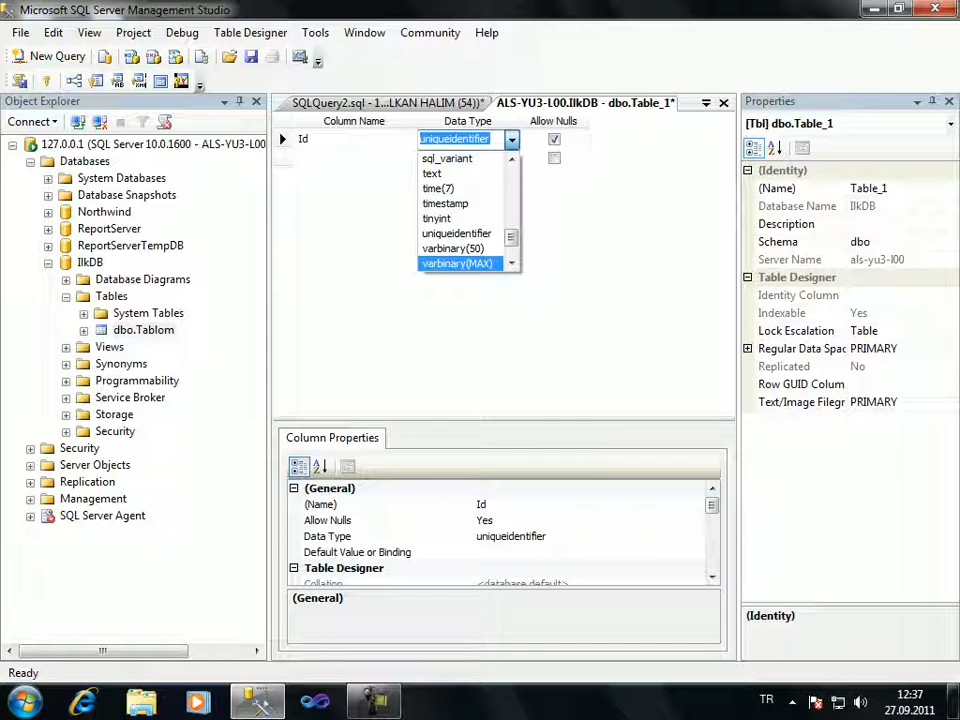 Microsoft SQL Server Management Studio
File Edit View Project Debug Table Designer Tools Window Community Help
New Query
Object Explorer
Connect
127.0.0.1 (SQL Server 10.0.1600 - ALS-YU3-L00
Databases
System Databases
Database Snapshots
Northwind
ReportServer
ReportServerTempDB
IlkDB
Database Diagrams
Tables
System Tables
dbo.Tablom
Views
Synonyms
Programmability
Service Broker
Storage
Security
Security
Server Objects
Replication
Management
SQL Server Agent
SQLQuery2.sql - 1...LKAN HALIM (54))* ALS-YU3-L00.IlkDB - dbo.Table_1*
Column Name Data Type Allow Nulls
Id uniqueidentifier
sql_variant
text
time(7)
timestamp
tinyint
uniqueidentifier
varbinary(50)
varbinary(MAX)
Column Properties
(General)
(Name) Id
Allow Nulls Yes
Data Type uniqueidentifier
Default Value or Binding
Table Designer
Collation <database default>
(General)
Properties
[Tbl] dbo.Table_1
(Identity)
(Name) Table_1
Database Name IlkDB
Description
Schema dbo
Server Name als-yu3-l00
Table Designer
Identity Column
Indexable Yes
Lock Escalation Table
Regular Data Spac PRIMARY
Replicated No
Row GUID Colum
Text/Image Filegr PRIMARY
(Identity)
Ready
TR
12:37
27.09.2011